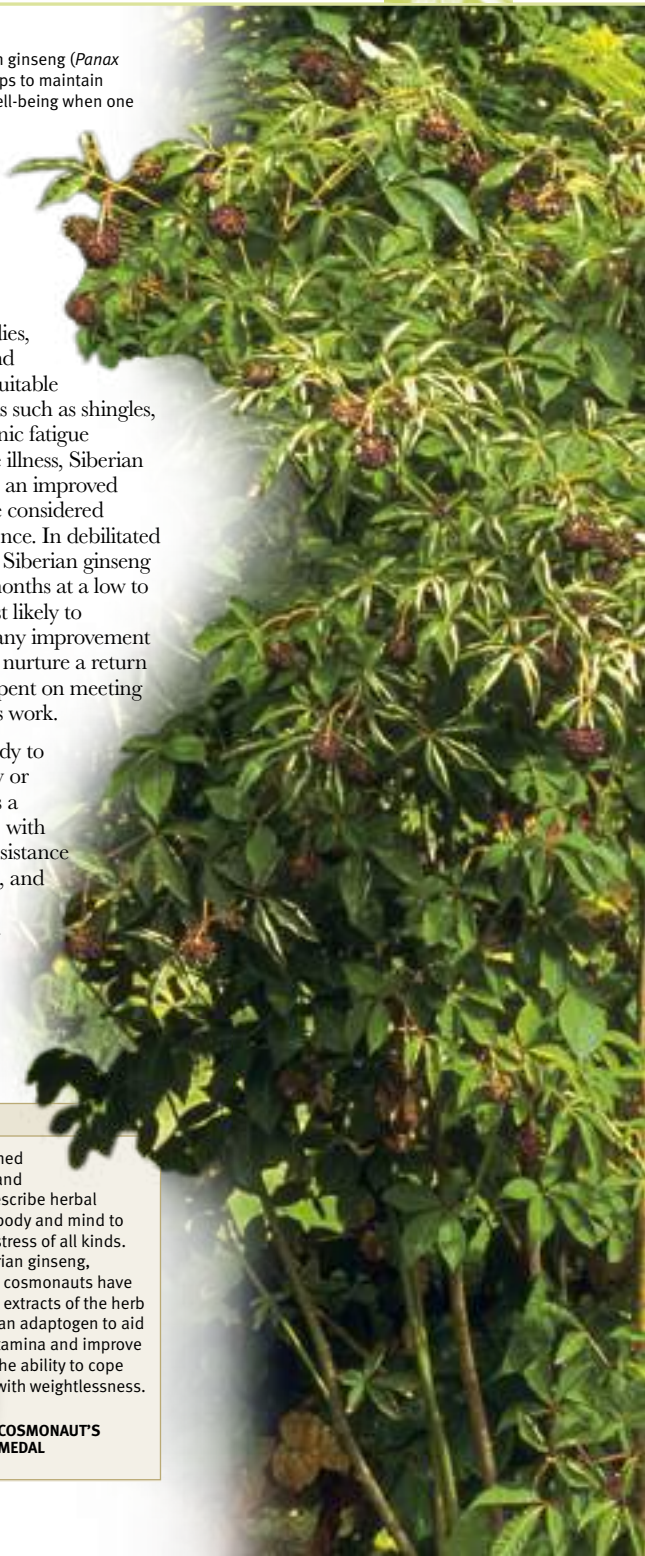 n ginseng (Panax
ps to maintain
ell-being when one
lies,
nd
uitable
s such as shingles,
nic fatigue
e illness, Siberian
an improved
e considered
nce. In debilitated
Siberian ginseng
nonths at a low to
st likely to
any improvement
nurture a return
pent on meeting
s work.
dy to
y or
s a
with
sistance
, and
ned
and
escribe herbal
body and mind to
stress of all kinds.
rian ginseng,
cosmonauts have
extracts of the herb
an adaptogen to aid
tamina and improve
he ability to cope
with weightlessness.
COSMONAUT'S
MEDAL